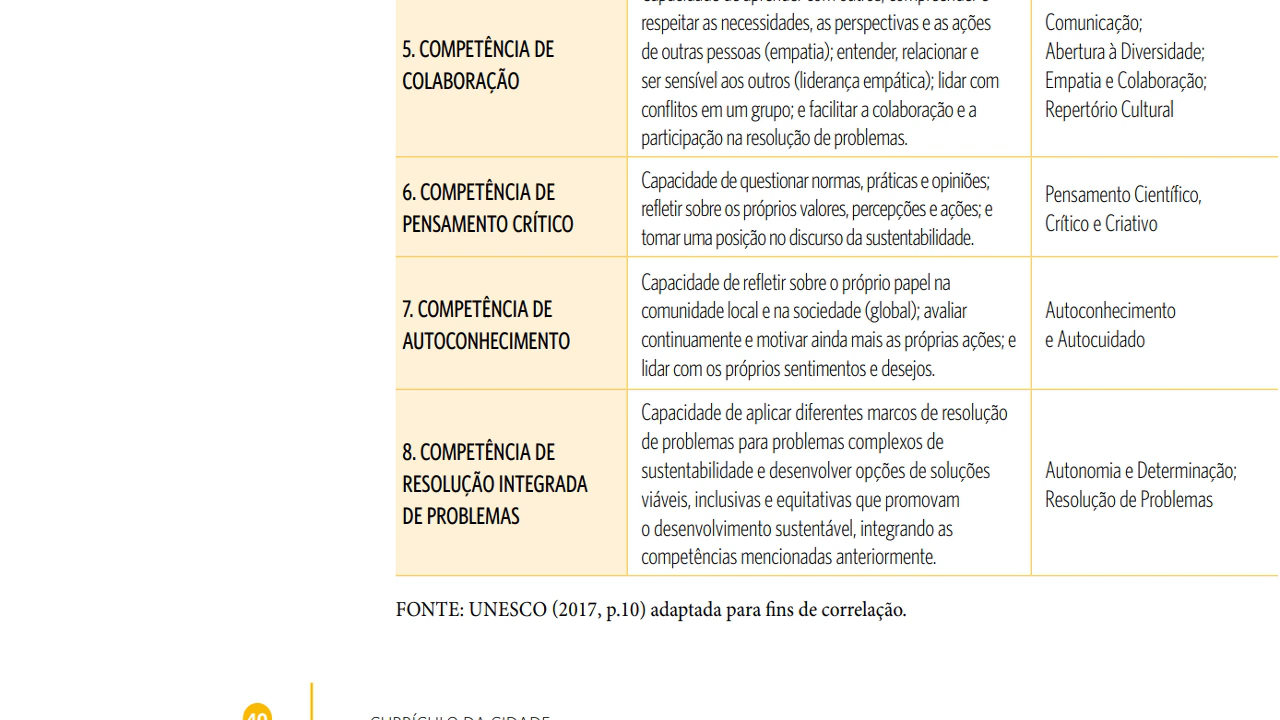 5. COMPETÊNCIA DE
COLABORAÇÃO
respeitar as necessidades, as perspectivas e as ações
de outras pessoas (empatia); entender, relacionar e
ser sensível aos outros (liderança empática); lidar com
conflitos em um grupo; e facilitar a colaboração e a
participação na resolução de problemas.
Comunicação;
Abertura à Diversidade;
Empatia e Colaboração;
Repertório Cultural
6. COMPETÊNCIA DE
PENSAMENTO CRÍTICO
Capacidade de questionar normas, práticas e opiniões;
refletir sobre os próprios valores, percepções e ações; e
tomar uma posição no discurso da sustentabilidade.
Pensamento Científico,
Crítico e Criativo
7. COMPETÊNCIA DE
AUTOCONHECIMENTO
Capacidade de refletir sobre o próprio papel na
comunidade local e na sociedade (global); avaliar
continuamente e motivar ainda mais as próprias ações; e
lidar com os próprios sentimentos e desejos.
Autoconhecimento
e Autocuidado
8. COMPETÊNCIA DE
RESOLUÇÃO INTEGRADA
DE PROBLEMAS
Capacidade de aplicar diferentes marcos de resolução
de problemas para problemas complexos de
sustentabilidade e desenvolver opções de soluções
viáveis, inclusivas e equitativas que promovam
o desenvolvimento sustentável, integrando as
competências mencionadas anteriormente.
Autonomia e Determinação;
Resolução de Problemas
FONTE: UNESCO (2017, p.10) adaptada para fins de correlação.
CURRÍCULO DA CIDADE